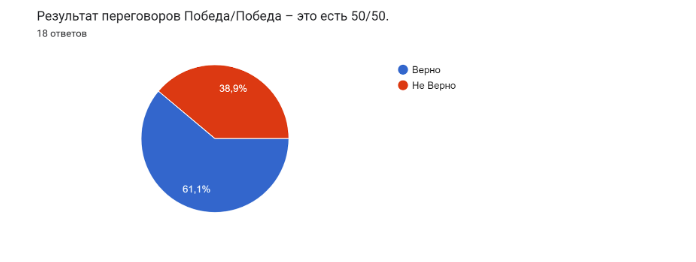 Результат переговоров Победа/Победа – это есть 50/50.
18 ответов
Верно
Не Верно
38,9%
61,1%